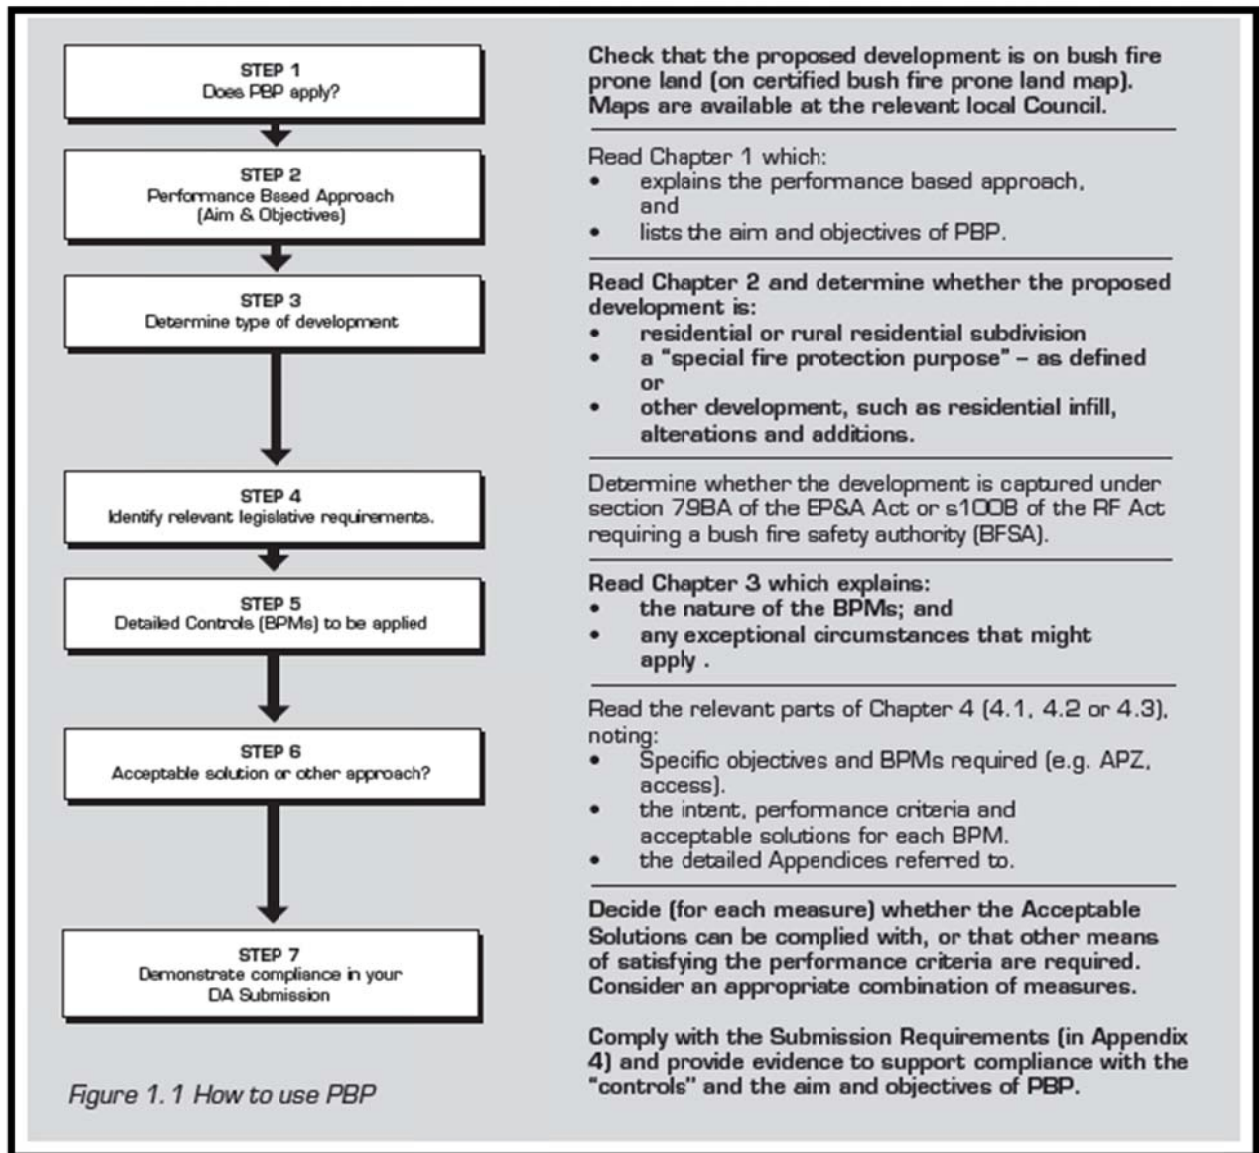 STEP 1
Does PBP apply?
Check that the proposed development is on bush fire
prone land (on certified bush fire prone land map).
Maps are available at the relevant local Council.
STEP 2
Performance Based Approach
(Aim & Objectives)
Read Chapter 1 which:
• explains the performance based approach,
and
• lists the aim and objectives of PBP.
STEP 3
Determine type of development
Read Chapter 2 and determine whether the proposed
development is:
• residential or rural residential subdivision
• a "special fire protection purpose" – as defined
or
• other development, such as residential infill,
alterations and additions.
STEP 4
Identify relevant legislative requirements.
Determine whether the development is captured under
section 79BA of the EP&A Act or s100B of the RF Act
requiring a bush fire safety authority (BFSA).
STEP 5
Detailed Controls (BPMs) to be applied
Read Chapter 3 which explains:
• the nature of the BPMs; and
• any exceptional circumstances that might
apply .
STEP 6
Acceptable solution or other approach?
Read the relevant parts of Chapter 4 (4.1, 4.2 or 4.3),
noting:
• Specific objectives and BPMs required (e.g. APZ,
access).
• the intent, performance criteria and
acceptable solutions for each BPM.
• the detailed Appendices referred to.
STEP 7
Demonstrate compliance in your
DA Submission
Decide (for each measure) whether the Acceptable
Solutions can be complied with, or that other means
of satisfying the performance criteria are required.
Consider an appropriate combination of measures.
Comply with the Submission Requirements (in Appendix
4) and provide evidence to support compliance with the
"controls" and the aim and objectives of PBP.
Figure 1.1 How to use PBP